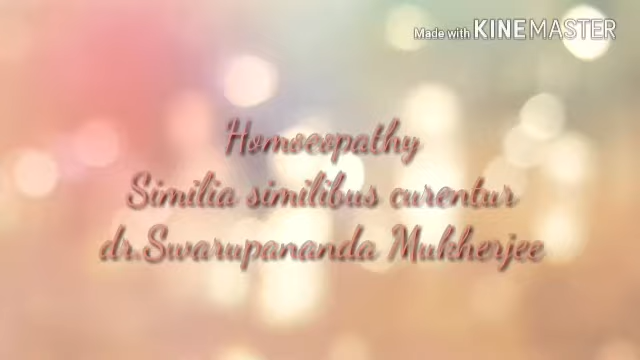 Made with KINEMASTER
Homoeopathy
Similia similibus curentur
dr.Swarupananda Mukherjee